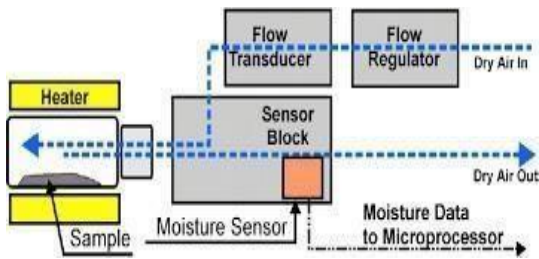 Flow
Transducer
Flow
Regulator
Dry Air In
Heater
Sensor
Block
Dry Air Out
Sample
Moisture Sensor
Moisture Data
to Microprocessor